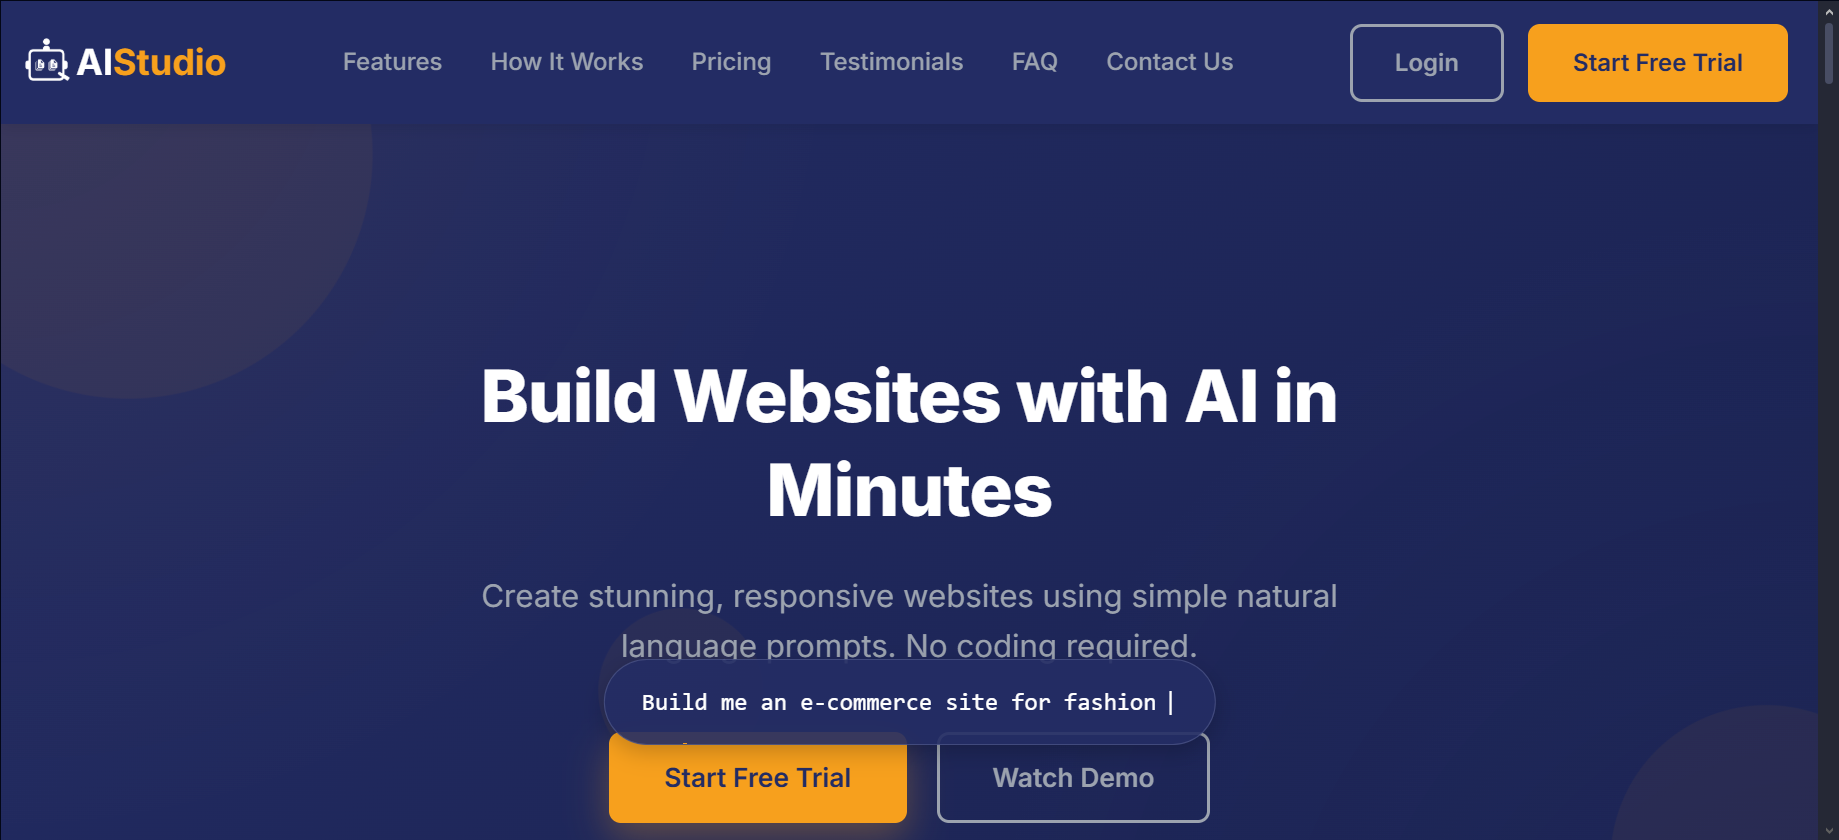 AIStudio
Features
How It Works
Pricing
Testimonials
FAQ
Contact Us
Login
Start Free Trial
Build Websites with AI in
Minutes
Create stunning, responsive websites using simple natural
language prompts. No coding required.
Build me an e-commerce site for fashion
Start Free Trial
Watch Demo